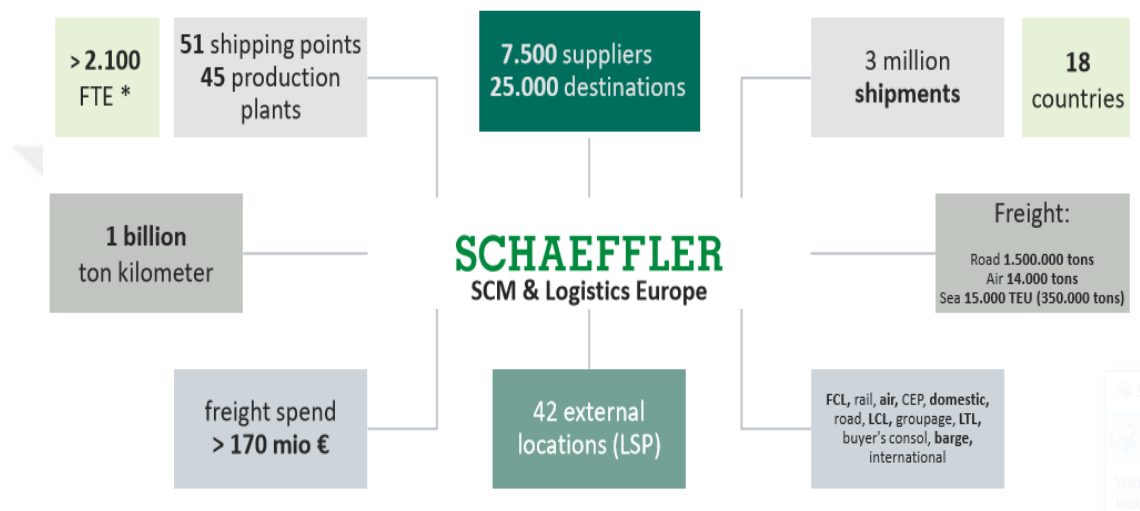 > 2.100
FTE *
51 shipping points
45 production
plants
7.500 suppliers
25.000 destinations
3 million
shipments
18
countries
1 billion
ton kilometer
SCHAEFFLER
SCM & Logistics Europe
Freight:
Road 1.500.000 tons
Air 14.000 tons
Sea 15.000 TEU (350.000 tons)
freight spend
> 170 mio €
42 external
locations (LSP)
FCL, rail, air, CEP, domestic,
road, LCL, groupage, LTL,
buyer's consol, barge,
international